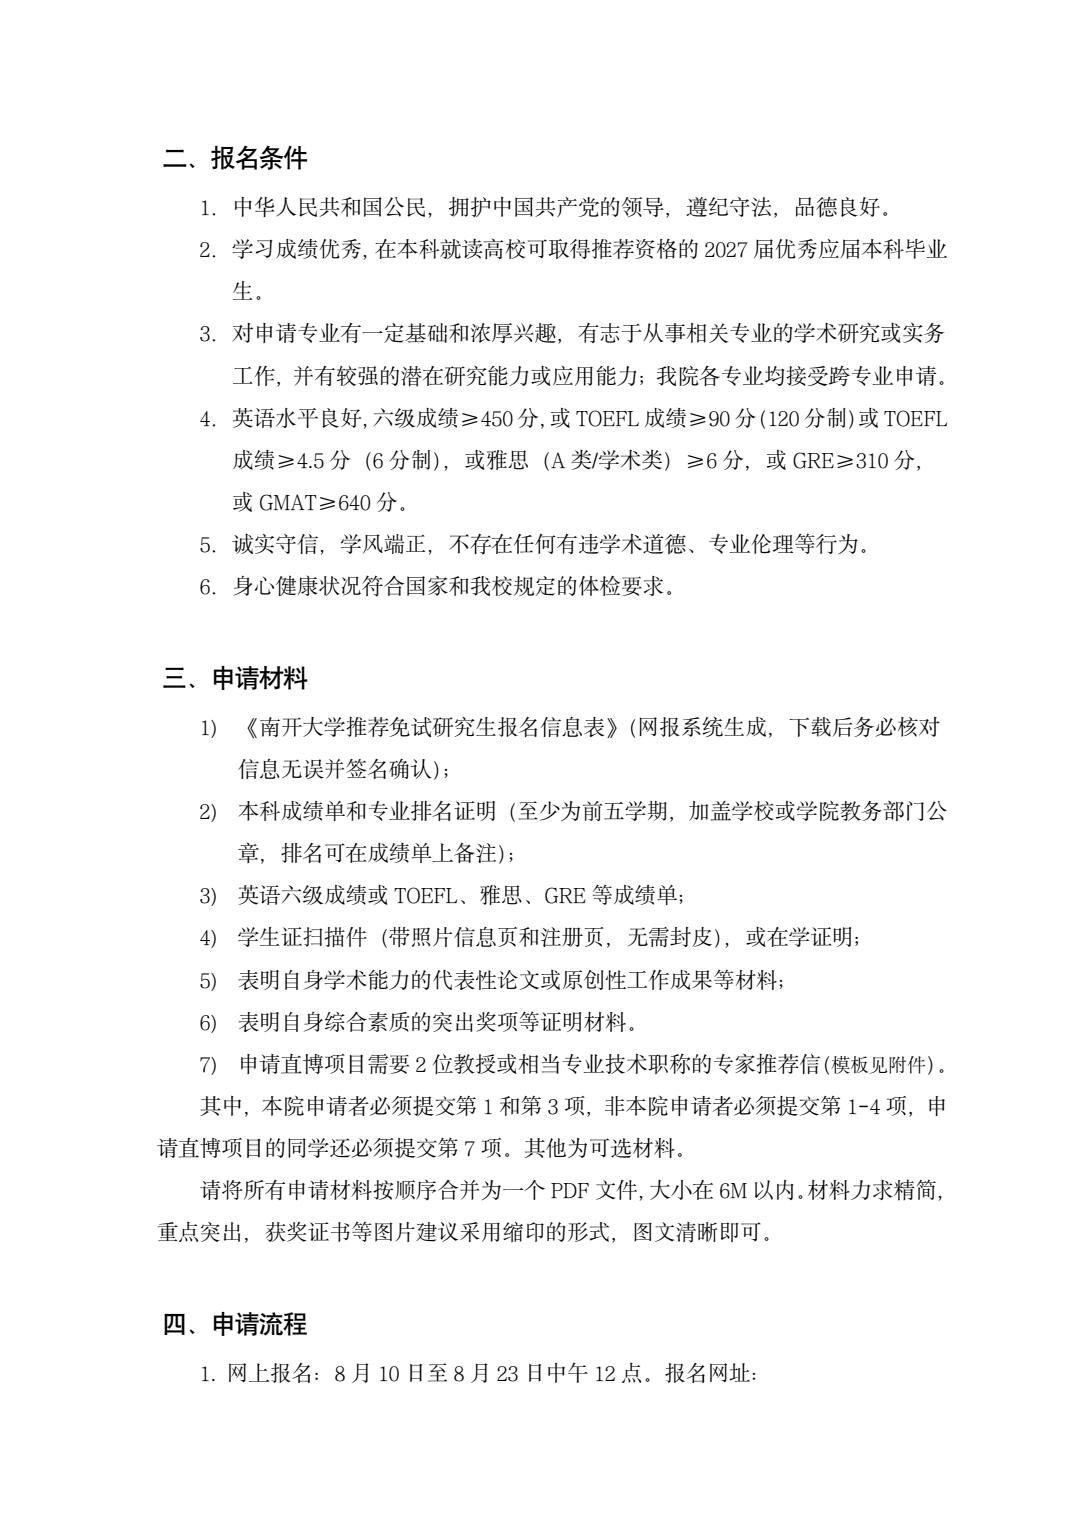 二、报名条件
1. 中华人民共和国公民，拥护中国共产党的领导，遵纪守法，品德良好。
2. 学习成绩优秀，在本科就读高校可取得推荐资格的 2027 届优秀应届本科毕业
生。
3. 对申请专业有一定基础和浓厚兴趣，有志于从事相关专业的学术研究或实务
工作，并有较强的潜在研究能力或应用能力；我院各专业均接受跨专业申请。
4. 英语水平良好，六级成绩≥450 分，或 TOEFL 成绩≥90 分（120 分制）或 TOEFL
成绩≥4.5 分（6 分制），或雅思（A 类/学术类）≥6 分，或 GRE≥310 分，
或 GMAT≥640 分。
5. 诚实守信，学风端正，不存在任何有违学术道德、专业伦理等行为。
6. 身心健康状况符合国家和我校规定的体检要求。
三、申请材料
1) 《南开大学推荐免试研究生报名信息表》（网报系统生成，下载后务必核对
信息无误并签名确认）；
2) 本科成绩单和专业排名证明（至少为前五学期，加盖学校或学院教务部门公
章，排名可在成绩单上备注）；
3) 英语六级成绩或 TOEFL、雅思、GRE 等成绩单；
4) 学生证扫描件（带照片信息页和注册页，无需封皮），或在学证明；
5) 表明自身学术能力的代表性论文或原创性工作成果等材料；
6) 表明自身综合素质的突出奖项等证明材料。
7) 申请直博项目需要 2 位教授或相当专业技术职称的专家推荐信（模板见附件）。
其中，本院申请者必须提交第 1 和第 3 项，非本院申请者必须提交第 1-4 项，申
请直博项目的同学还必须提交第 7 项。其他为可选材料。
请将所有申请材料按顺序合并为一个 PDF 文件，大小在 6M 以内。材料力求精简，
重点突出，获奖证书等图片建议采用缩印的形式，图文清晰即可。
四、申请流程
1. 网上报名：8 月 10 日至 8 月 23 日中午 12 点。报名网址：